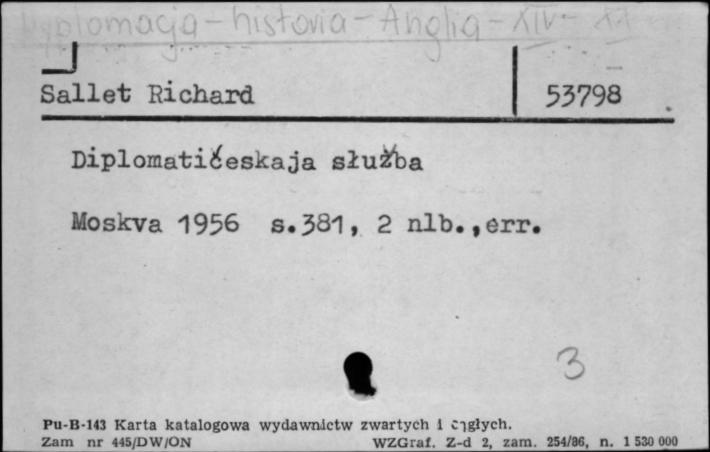 Dyplomacja - historia - Anglia - XIV - XX
Sallet Richard 53798
Diplomatičeskaja służba
Moskva 1956 s.381, 2 nlb.,err.
3
Pu-B-143 Karta katalogowa wydawnictw zwartych i ciągłych.
Zam nr 445/DW/ON WZGraf. Z-d 2, zam. 254/86, n. 1 530 000